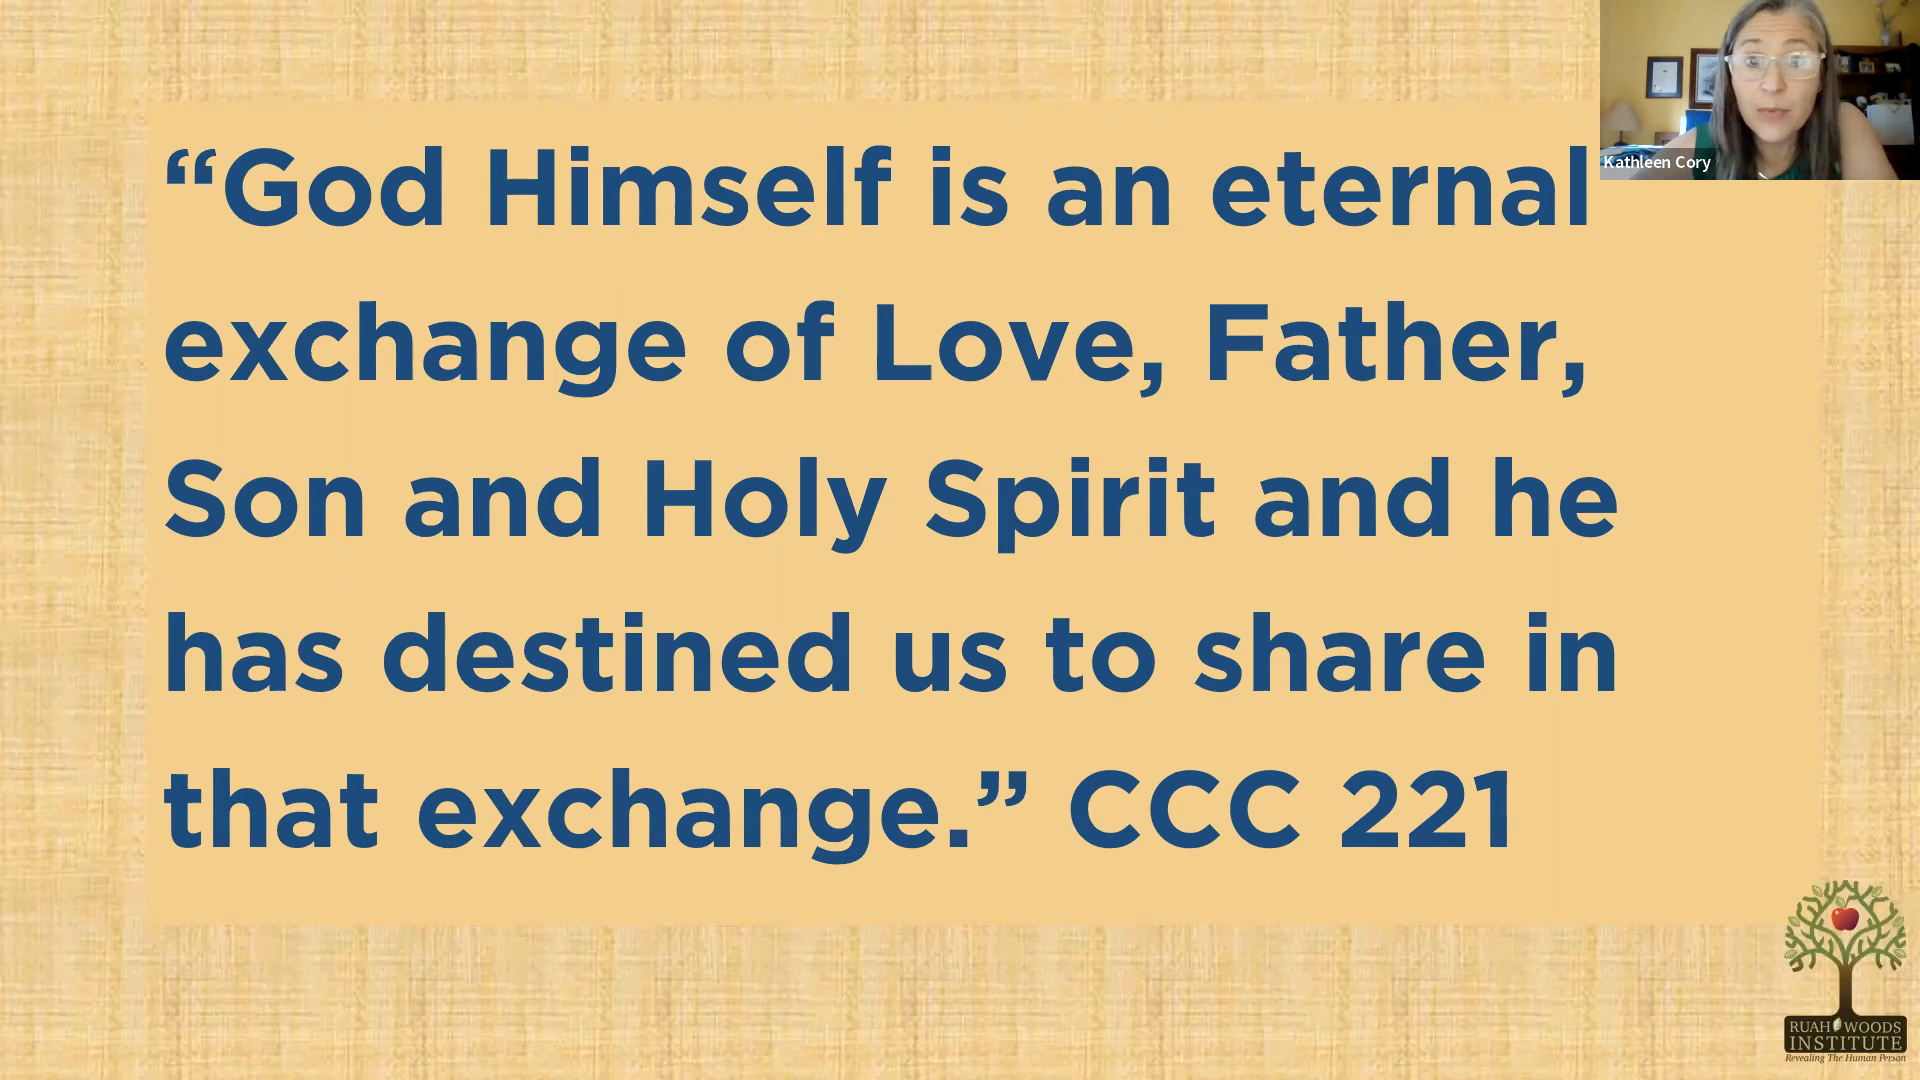 “God Himself is an eternal
exchange of Love, Father,
Son and Holy Spirit and he
has destined us to share in
that exchange.” CCC 221
Kathleen Cory
RUAH WOODS
INSTITUTE
Revealing The Human Person